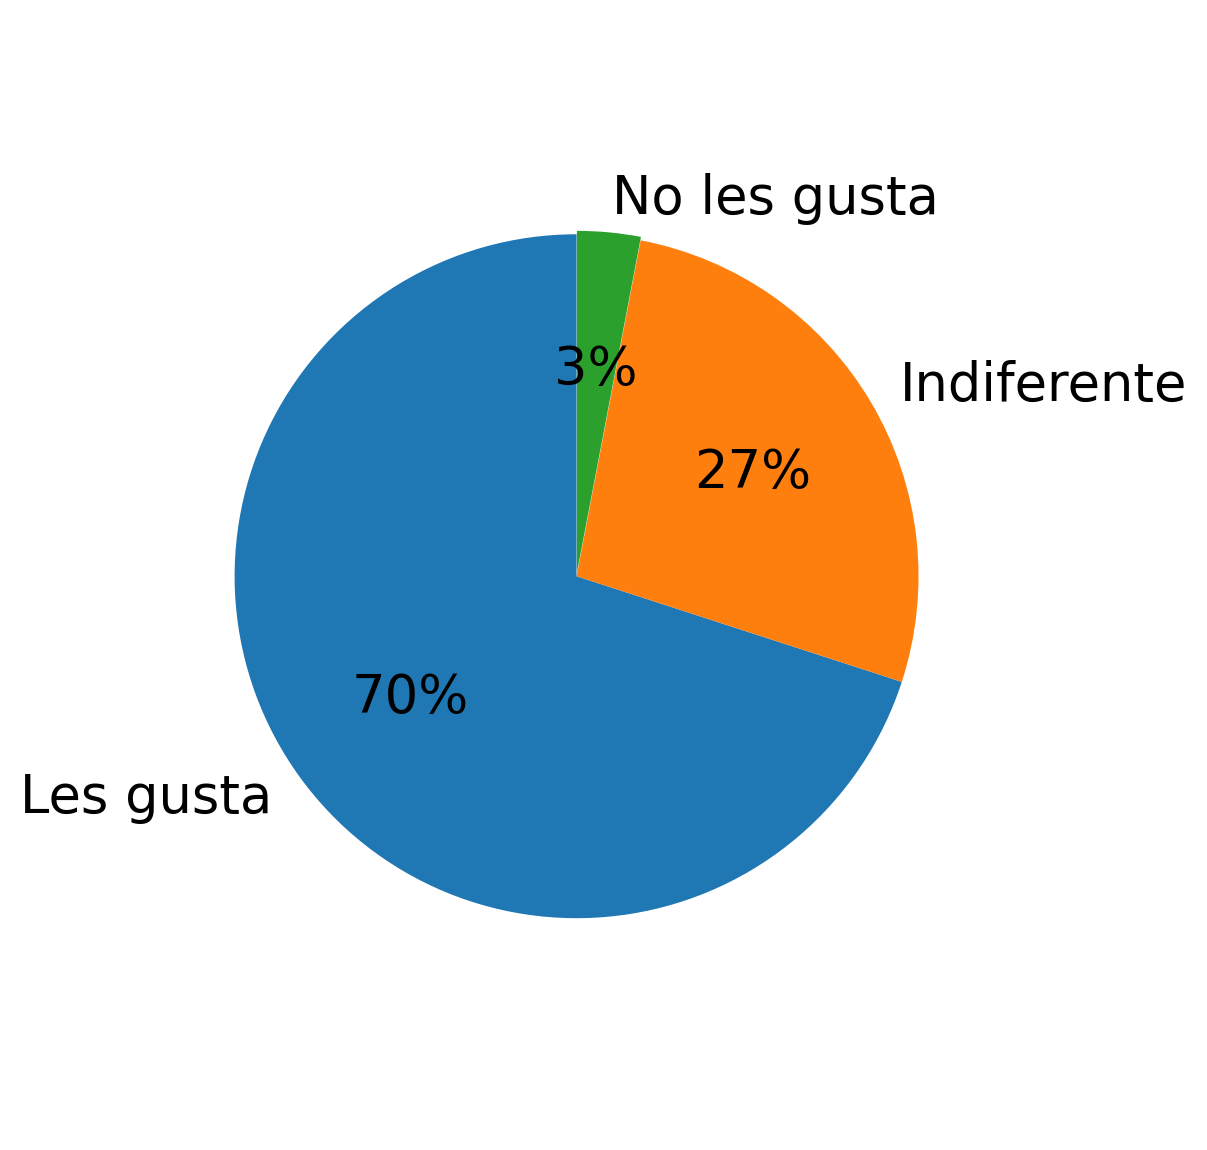 No les gusta
3%
Indiferente
27%
70%
Les gusta